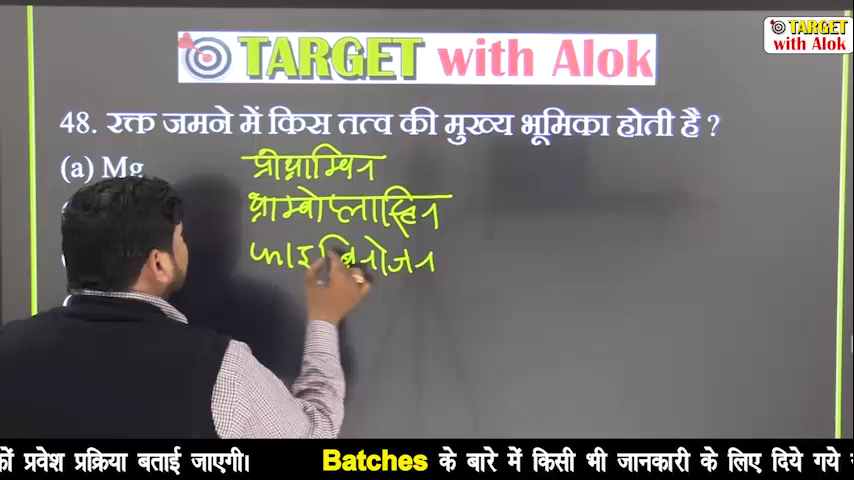 TARGET with Alok
TARGET
with Alok
48. रक्त जमने में किस तत्व की मुख्य भूमिका होती है ?
(a) Mg
प्रोथ्राम्बिन
थ्राम्बोप्लास्टिन
फाइब्रिनोजन
प्रवेश प्रक्रिया बताई जाएगी। Batches के बारे में किसी भी जानकारी के लिए दिये गये